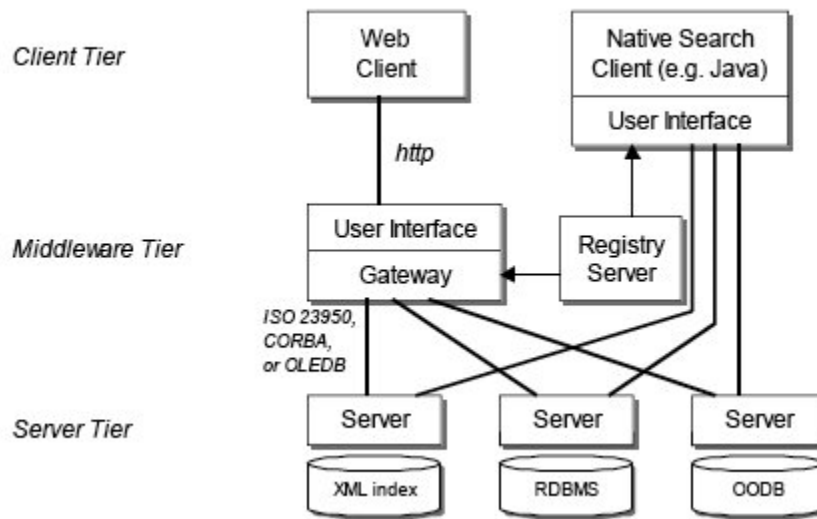 Client Tier
Web
Client
Native Search
Client (e.g. Java)
User Interface
http
Middleware Tier
User Interface
Gateway
Registry
Server
ISO 23950,
CORBA,
or OLEDB
Server Tier
Server
Server
Server
XML index
RDBMS
OODB